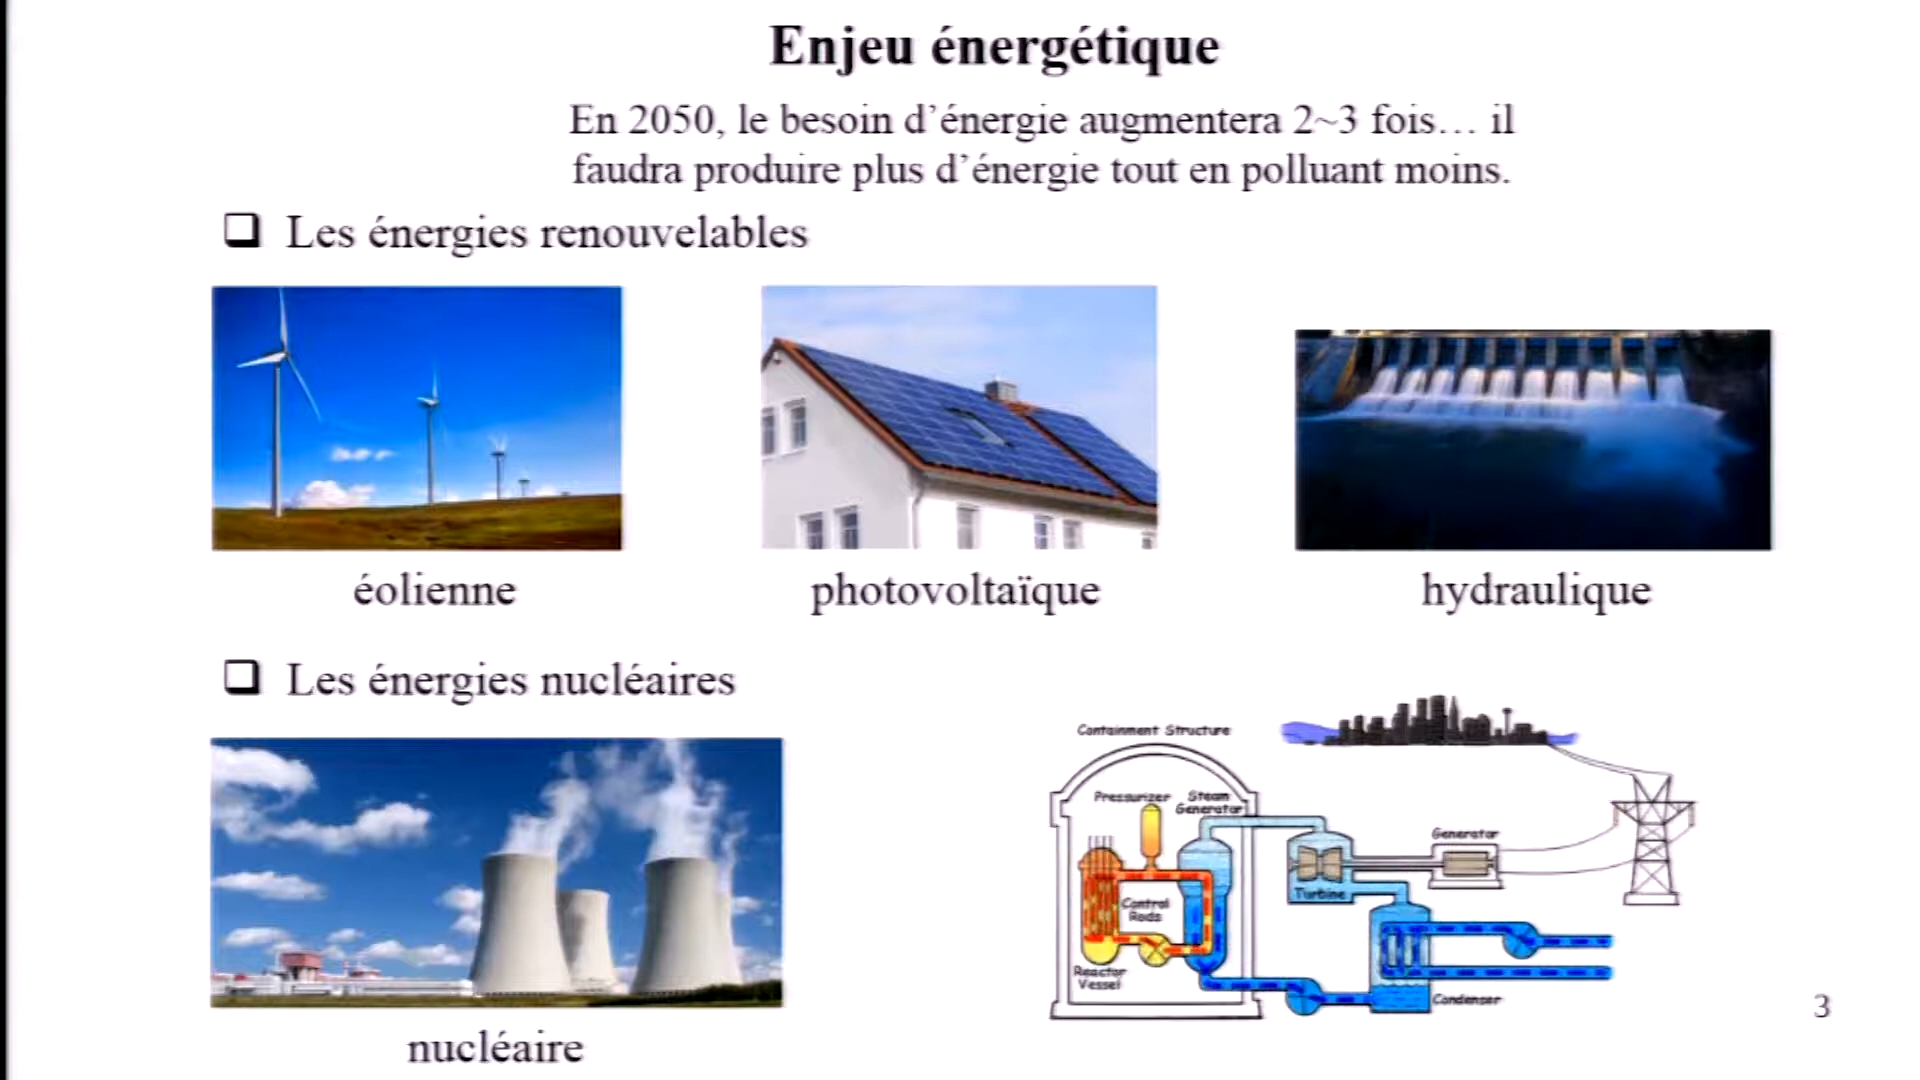 Enjeu énergétique
En 2050, le besoin d’énergie augmentera 2~3 fois… il
faudra produire plus d’énergie tout en polluant moins.
Les énergies renouvelables
éolienne
photovoltaïque
hydraulique
Les énergies nucléaires
nucléaire
Containment Structure
Pressurizer
Steam
Generator
Control
Rods
Reactor
Vessel
Turbine
Generator
Condenser
3